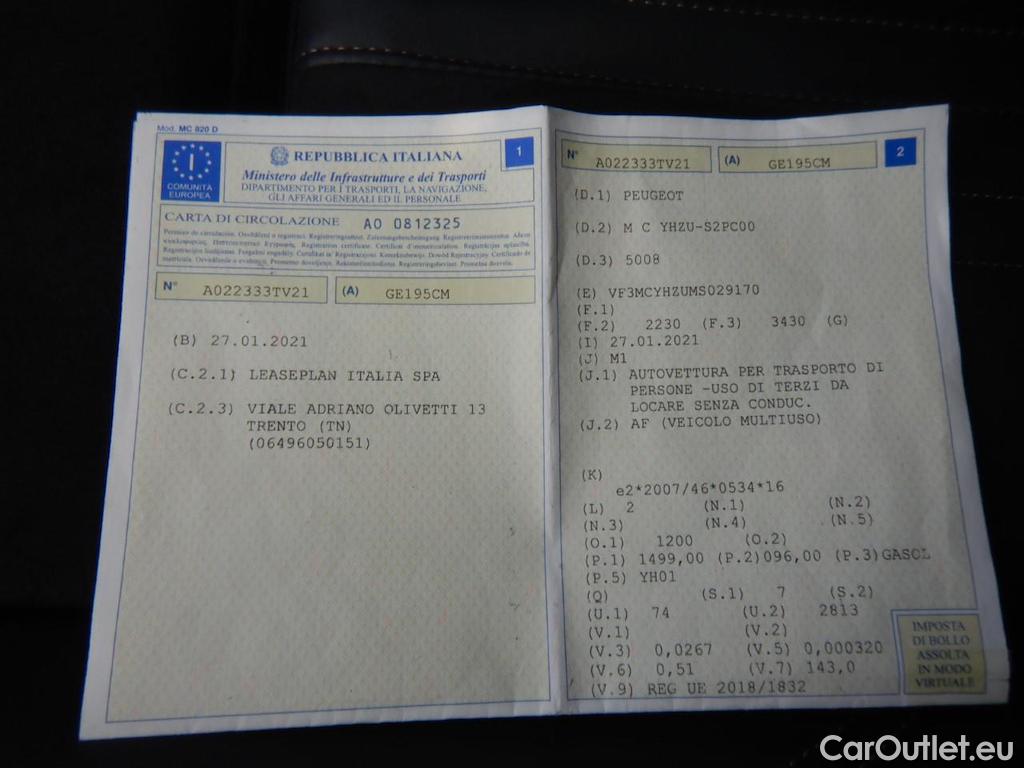 Mod. MC 820 D
I
COMUNITÀ
EUROPEA
REPUBBLICA ITALIANA
Ministero delle Infrastrutture e dei Trasporti
DIPARTIMENTO PER I TRASPORTI, LA NAVIGAZIONE,
GLI AFFARI GENERALI ED IL PERSONALE
1
CARTA DI CIRCOLAZIONE AO 0812325
N° A022333TV21 (A) GE195CM
(B) 27.01.2021
(C.2.1) LEASEPLAN ITALIA SPA
(C.2.3) VIALE ADRIANO OLIVETTI 13
TRENTO (TN)
(06496050151)
N° A022333TV21 (A) GE195CM 2
(D.1) PEUGEOT
(D.2) M C YHZU-S2PC00
(D.3) 5008
(E) VF3MCYHZUMS029170
(F.1)
(F.2) 2230 (F.3) 3430 (G)
(I) 27.01.2021
(J) M1
(J.1) AUTOVETTURA PER TRASPORTO DI
PERSONE -USO DI TERZI DA
LOCARE SENZA CONDUC.
(J.2) AF (VEICOLO MULTIUSO)
(K)
e2*2007/46*0534*16
(L) 2 (N.1) (N.2)
(N.3) (N.4) (N.5)
(O.1) 1200 (O.2)
(P.1) 1499,00 (P.2)096,00 (P.3)GASOL
(P.5) YH01
(Q) (S.1) 7 (S.2)
(U.1) 74 (U.2) 2813
(V.1) (V.2)
(V.3) 0,0267 (V.5) 0,000320
(V.6) 0,51 (V.7) 143,0
(V.9) REG UE 2018/1832
IMPOSTA
DI BOLLO
ASSOLTA
IN MODO
VIRTUALE
CarOutlet.eu